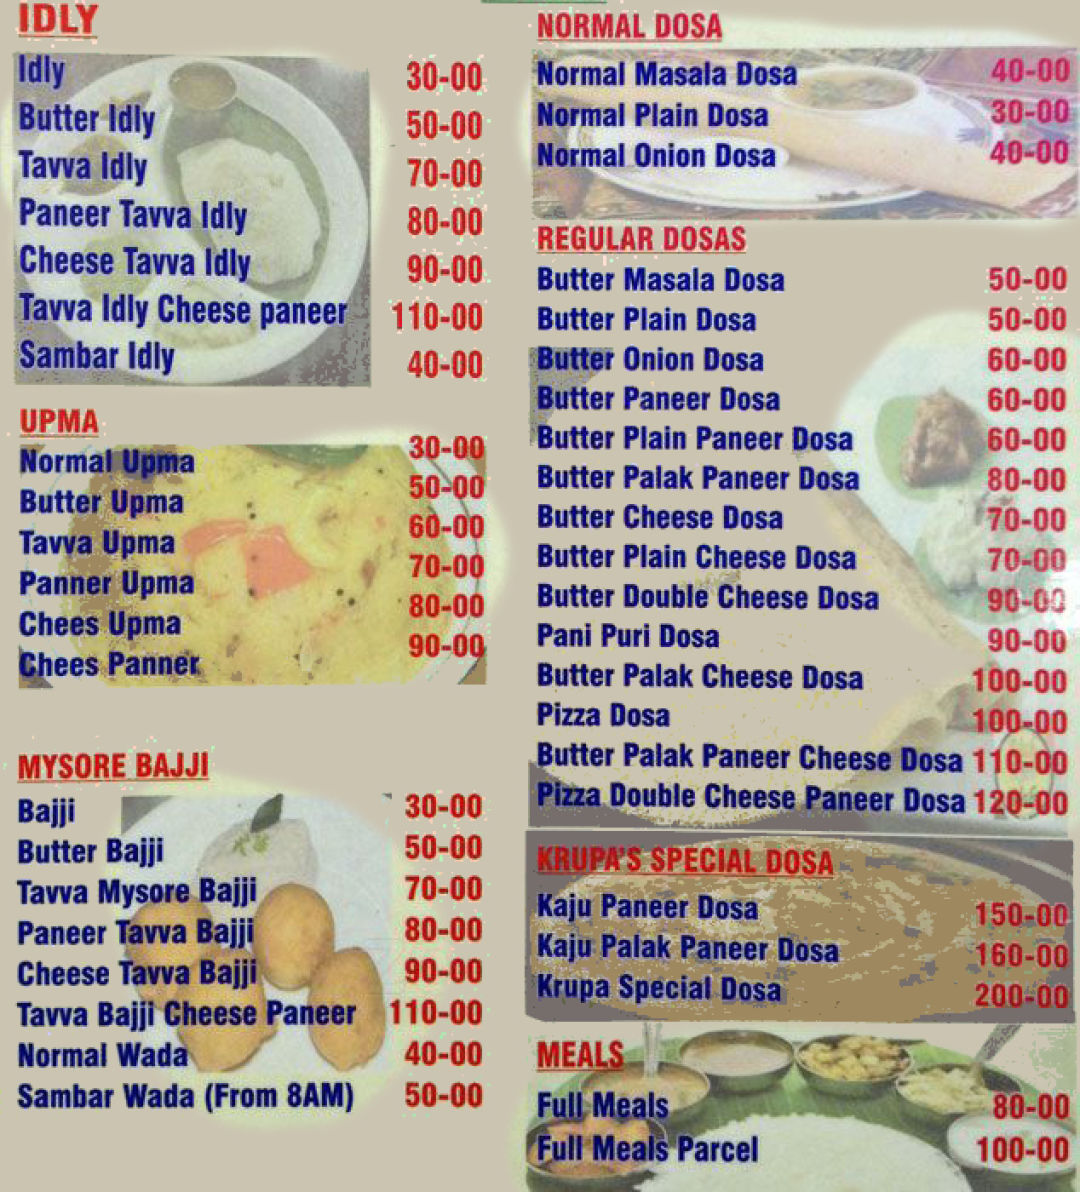 IDLY
Idly 30-00
Butter Idly 50-00
Tavva Idly 70-00
Paneer Tavva Idly 80-00
Cheese Tavva Idly 90-00
Tavva Idly Cheese paneer 110-00
Sambar Idly 40-00
UPMA
Normal Upma 30-00
Butter Upma 50-00
Tavva Upma 60-00
Panner Upma 70-00
Chees Upma 80-00
Chees Panner 90-00
MYSORE BAJJI
Bajji 30-00
Butter Bajji 50-00
Tavva Mysore Bajji 70-00
Paneer Tavva Bajji 80-00
Cheese Tavva Bajji 90-00
Tavva Bajji Cheese Paneer 110-00
Normal Wada 40-00
Sambar Wada (From 8AM) 50-00
NORMAL DOSA
Normal Masala Dosa 40-00
Normal Plain Dosa 30-00
Normal Onion Dosa 40-00
REGULAR DOSAS
Butter Masala Dosa 50-00
Butter Plain Dosa 50-00
Butter Onion Dosa 60-00
Butter Paneer Dosa 60-00
Butter Plain Paneer Dosa 60-00
Butter Palak Paneer Dosa 80-00
Butter Cheese Dosa 70-00
Butter Plain Cheese Dosa 70-00
Butter Double Cheese Dosa 90-00
Pani Puri Dosa 90-00
Butter Palak Cheese Dosa 100-00
Pizza Dosa 100-00
Butter Palak Paneer Cheese Dosa 110-00
Pizza Double Cheese Paneer Dosa 120-00
KRUPA'S SPECIAL DOSA
Kaju Paneer Dosa 150-00
Kaju Palak Paneer Dosa 160-00
Krupa Special Dosa 200-00
MEALS
Full Meals 80-00
Full Meals Parcel 100-00